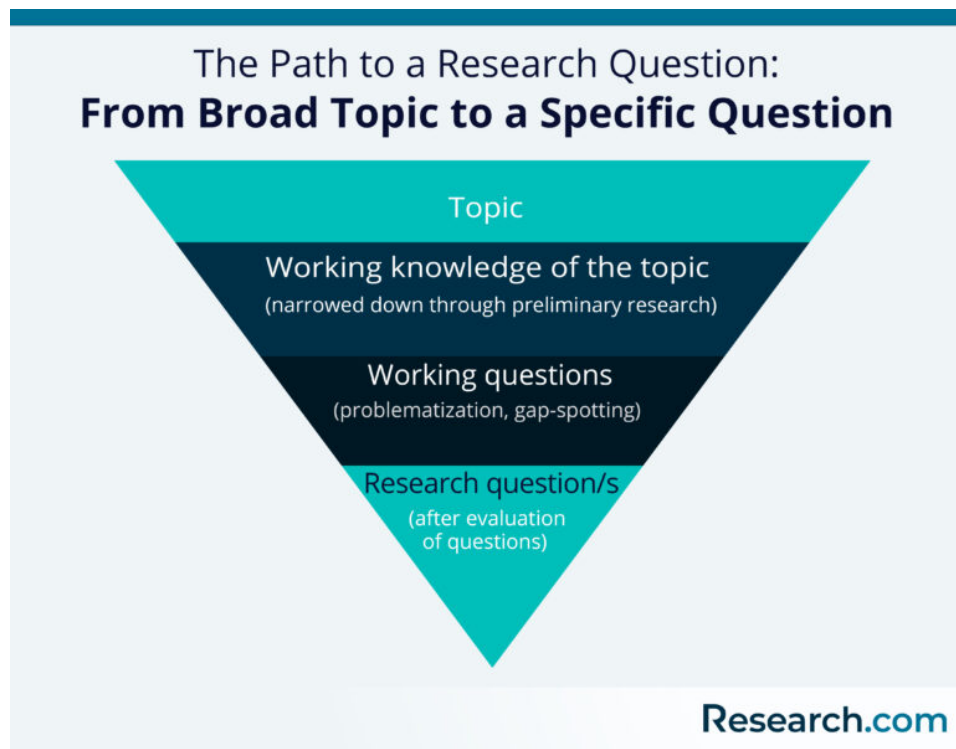 The Path to a Research Question:
From Broad Topic to a Specific Question
Topic
Working knowledge of the topic
(narrowed down through preliminary research)
Working questions
(problematization, gap-spotting)
Research question/s
(after evaluation
of questions)
Research.com